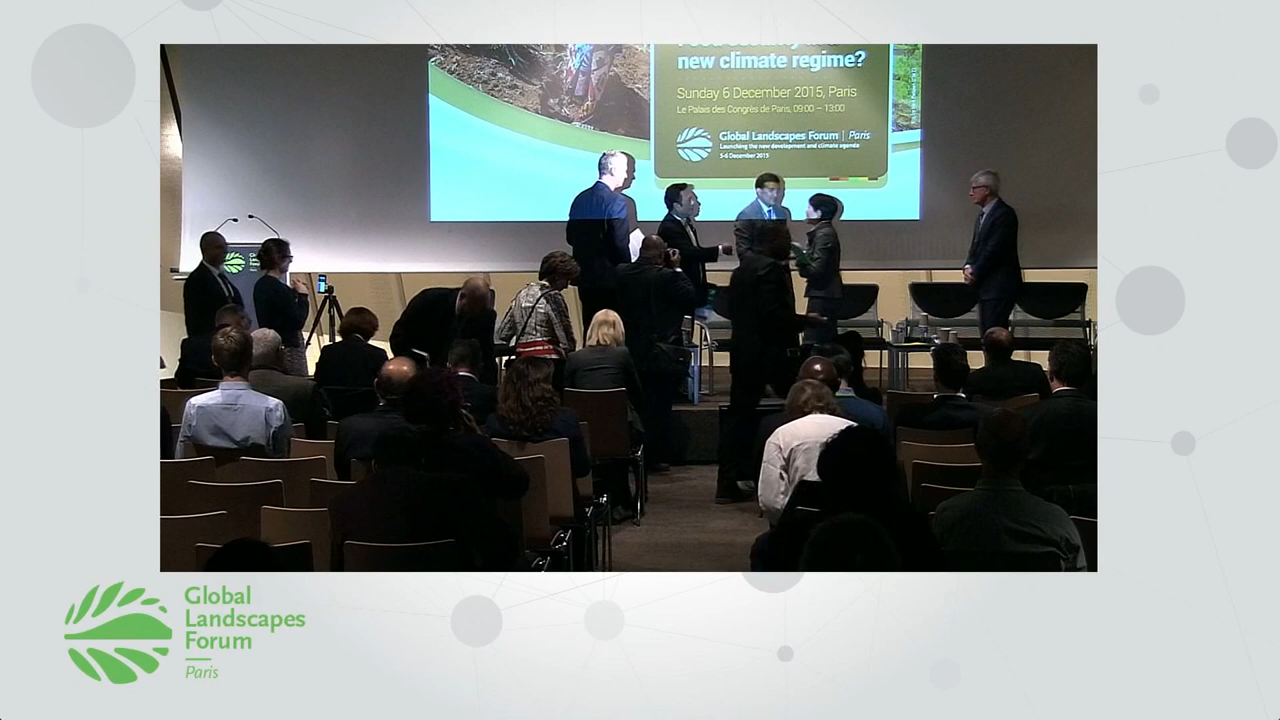 new climate regime?
Sunday 6 December 2015, Paris
Le Palais des Congrès de Paris, 09:00 – 13:00
Global Landscapes Forum | Paris
Launching the new development and climate agenda
5-6 December 2015
Global
Landscapes
Forum
Paris